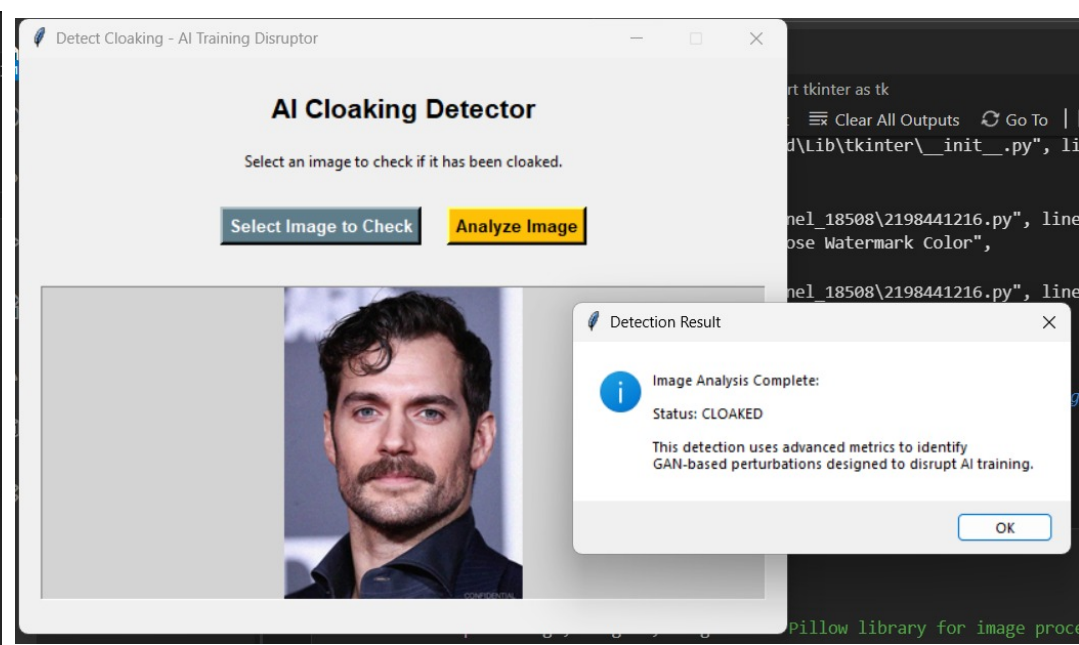 Detect Cloaking - AI Training Disruptor
AI Cloaking Detector
Select an image to check if it has been cloaked.
Select Image to Check
Analyze Image
CONFIDENTIAL
Detection Result
Image Analysis Complete:
Status: CLOAKED
This detection uses advanced metrics to identify
GAN-based perturbations designed to disrupt AI training.
OK
rt tkinter as tk
Clear All Outputs
Go To
d\Lib\tkinter\__init__.py", li
nel_18508\2198441216.py", line
ose Watermark Color",
nel_18508\2198441216.py", line
Pillow library for image proce